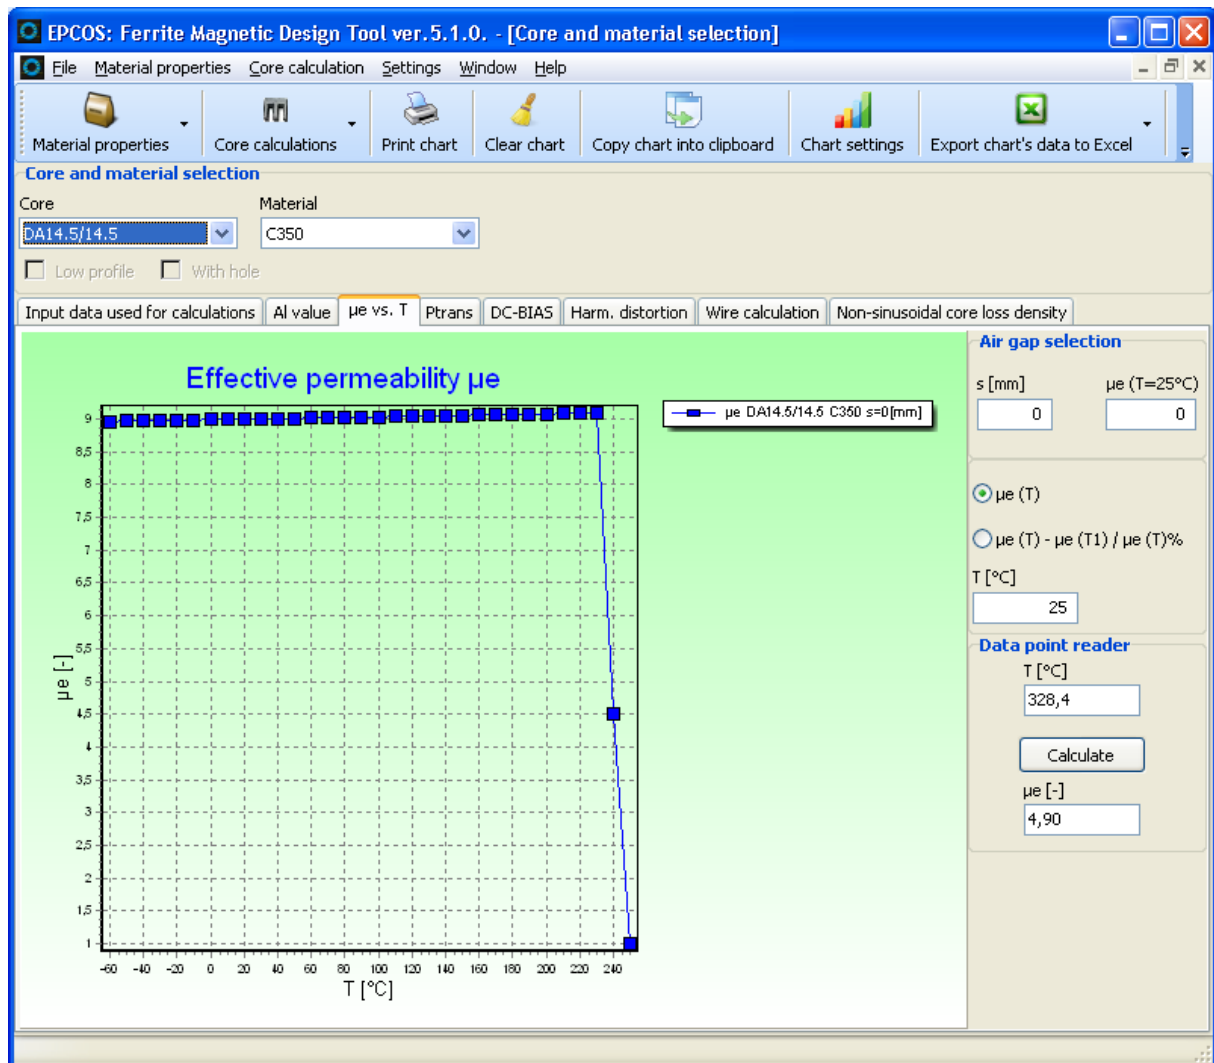 EPCOS: Ferrite Magnetic Design Tool ver.5.1.0. - [Core and material selection]
File Material properties Core calculation Settings Window Help
Material properties Core calculations Print chart Clear chart Copy chart into clipboard Chart settings Export chart's data to Excel
Core and material selection
Core Material
DA14.5/14.5 C350
Low profile With hole
Input data used for calculations Al value µe vs. T Ptrans DC-BIAS Harm. distortion Wire calculation Non-sinusoidal core loss density
Effective permeability µe
µe DA14.5/14.5 C350 s=0[mm]
9
8,5
8
7,5
7
6,5
6
5,5
5
4,5
4
3,5
3
2,5
2
1,5
1
µe [-]
-60 -40 -20 0 20 40 60 80 100 120 140 160 180 200 220 240
T [°C]
Air gap selection
s [mm] µe (T=25°C)
0 0
µe (T)
µe (T) - µe (T1) / µe (T)%
T [°C]
25
Data point reader
T [°C]
328,4
Calculate
µe [-]
4,90